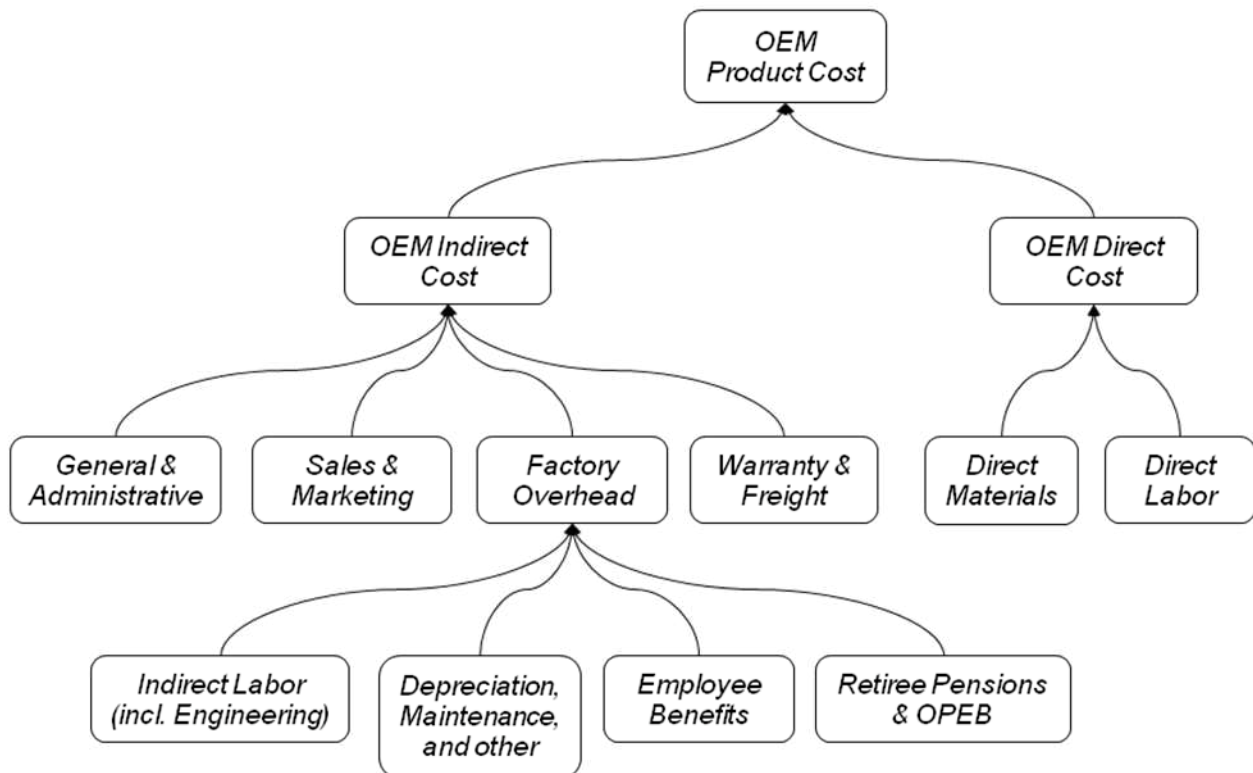 OEM
Product Cost
OEM Indirect
Cost
OEM Direct
Cost
General &
Administrative
Sales &
Marketing
Factory
Overhead
Warranty &
Freight
Direct
Materials
Direct
Labor
Indirect Labor
(incl. Engineering)
Depreciation,
Maintenance,
and other
Employee
Benefits
Retiree Pensions
& OPEB